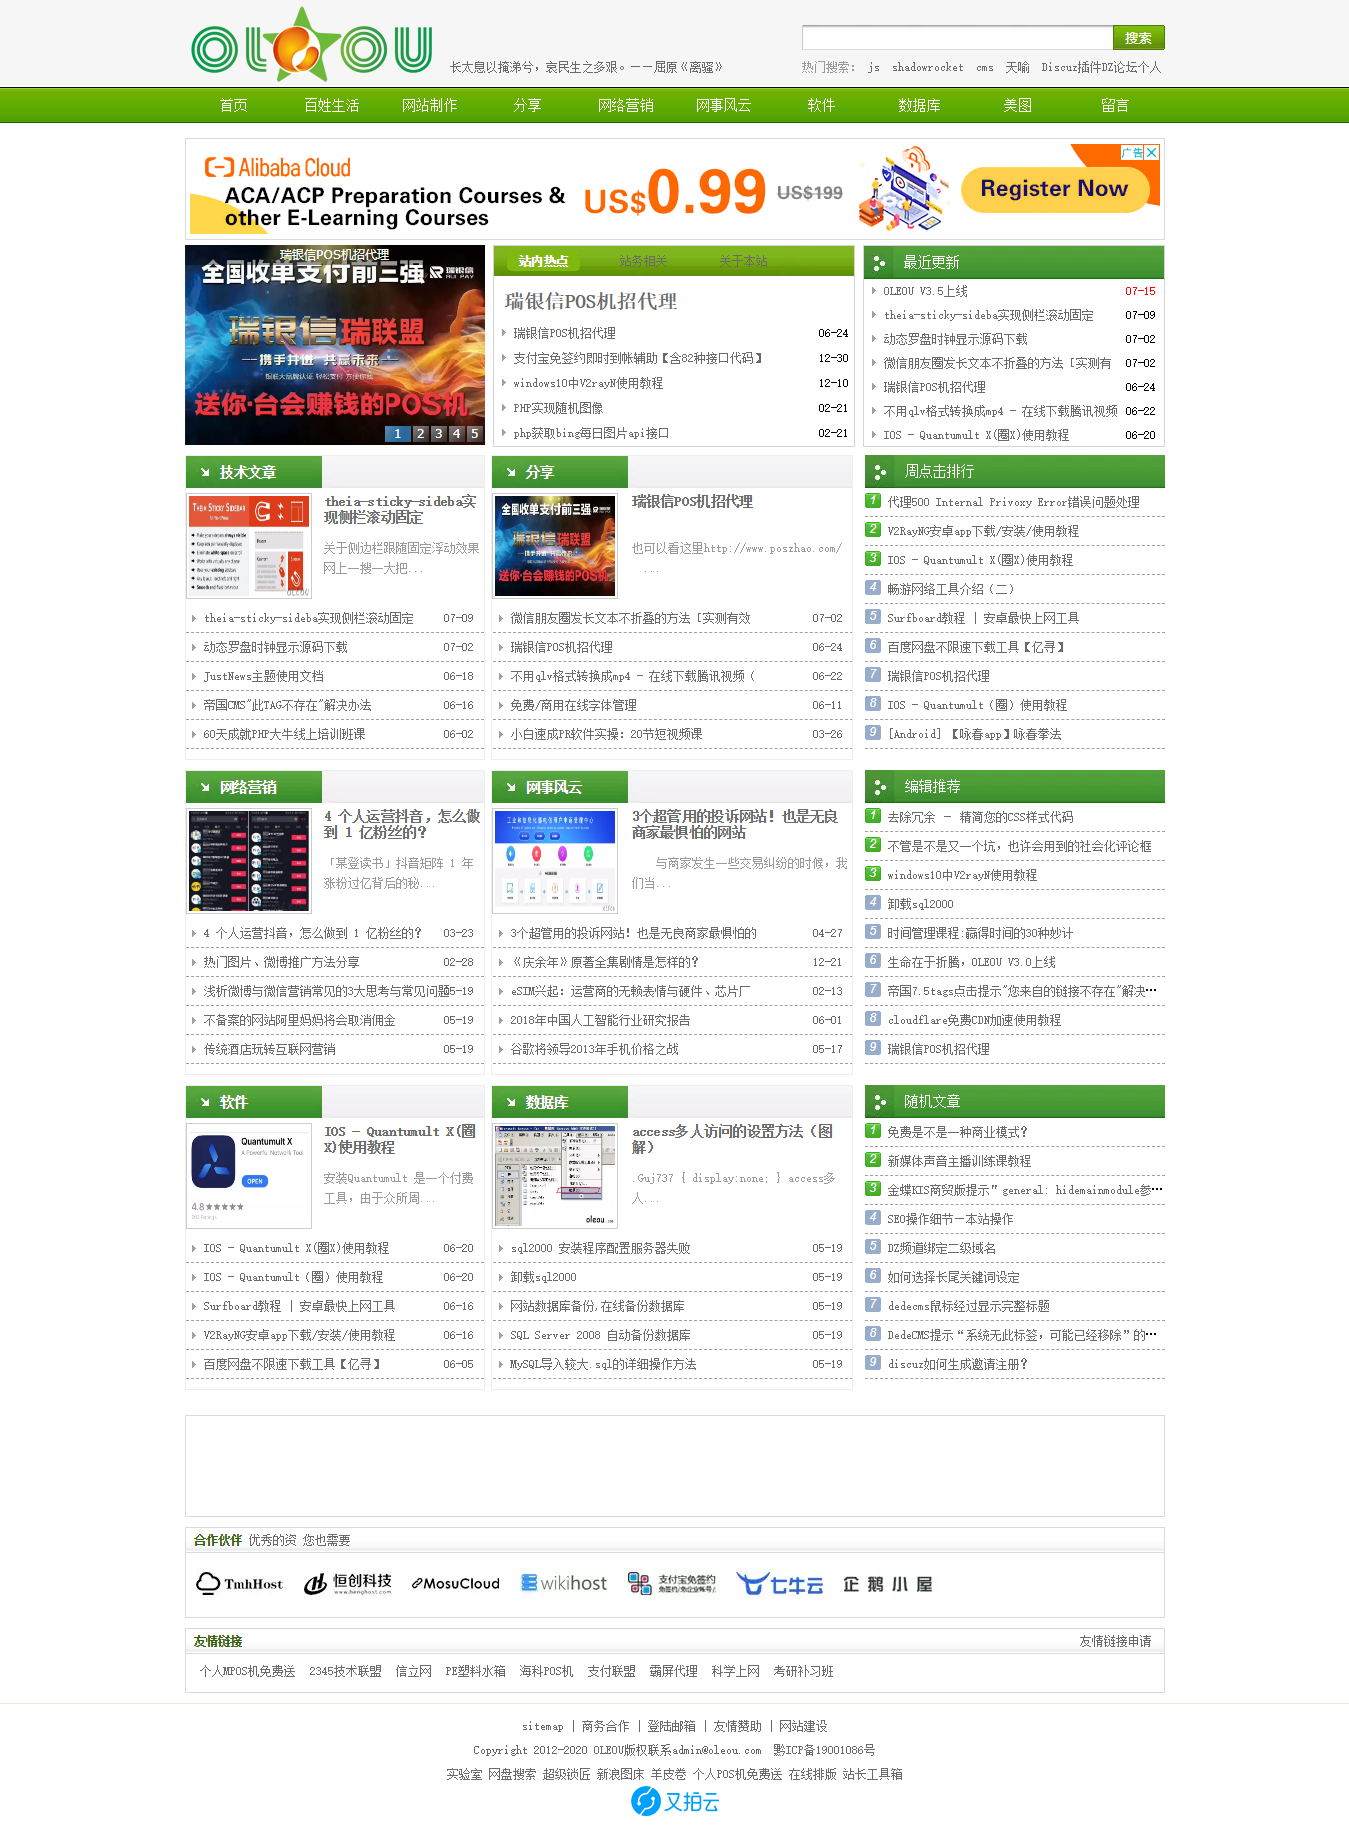 OLEOU
长太息以掩涕兮，哀民生之多艰。——屈原《离骚》
搜索
热门搜索： js shadowrocket cms 天喻 Discuz插件DZ论坛个人
首页 百姓生活 网站制作 分享 网络营销 网事风云 软件 数据库 美图 留言
Alibaba Cloud
ACA/ACP Preparation Courses &
other E-Learning Courses
US$0.99 US$199
Register Now
广告
瑞银信POS机招代理
全国收单支付前三强 瑞银信
瑞银信瑞联盟
携手并进 共赢未来
送你·台会赚钱的POS机
1 2 3 4 5
站内热点 站务相关 关于本站
瑞银信POS机招代理
瑞银信POS机招代理 06-24
支付宝免签约即时到帐辅助【含82种接口代码】 12-30
windows10中V2rayN使用教程 12-10
PHP实现随机图像 02-21
php获取bing每日图片api接口 02-21
最近更新
OLEOU V3.5上线 07-15
theia-sticky-sideba实现侧栏滚动固定 07-09
动态罗盘时钟显示源码下载 07-02
微信朋友圈发长文本不折叠的方法 [实测有 07-02
瑞银信POS机招代理 06-24
不用qlv格式转换成mp4 - 在线下载腾讯视频 06-22
IOS - Quantumult X(圈X)使用教程 06-20
技术文章
theia-sticky-sideba实
现侧栏滚动固定
关于侧边栏跟随固定浮动效果
网上一搜一大把...
theia-sticky-sideba实现侧栏滚动固定 07-09
动态罗盘时钟显示源码下载 07-02
JustNews主题使用文档 06-18
帝国CMS"此TAG不存在"解决办法 06-16
60天成就PHP大牛线上培训班课 06-02
分享
瑞银信POS机招代理
也可以看这里http://www.poszhao.com/
...
微信朋友圈发长文本不折叠的方法 [实测有效 07-02
瑞银信POS机招代理 06-24
不用qlv格式转换成mp4 - 在线下载腾讯视频（ 06-22
免费/商用在线字体管理 06-11
小白速成PR软件实操：20节短视频课 03-26
周点击排行
1 代理500 Internal Privoxy Error错误问题处理
2 V2RayNG安卓app下载/安装/使用教程
3 IOS - Quantumult X(圈X)使用教程
4 畅游网络工具介绍（二）
5 Surfboard教程 | 安卓最快上网工具
6 百度网盘不限速下载工具【亿寻】
7 瑞银信POS机招代理
8 IOS - Quantumult（圈）使用教程
9 [Android] 【咏春app】咏春拳法
网络营销
4 个人运营抖音，怎么做
到 1 亿粉丝的？
「某登读书」抖音矩阵 1 年
涨粉过亿背后的秘...
4 个人运营抖音，怎么做到 1 亿粉丝的？ 03-23
热门图片、微博推广方法分享 02-28
浅析微博与微信营销常见的3大思考与常见问题 5-19
不备案的网站阿里妈妈将会取消佣金 05-19
传统酒店玩转互联网营销 05-19
网事风云
3个超管用的投诉网站！也是无良
商家最惧怕的网站
与商家发生一些交易纠纷的时候，我
们当...
3个超管用的投诉网站！也是无良商家最惧怕的 04-27
《庆余年》原著全集剧情是怎样的？ 12-21
eSIM兴起：运营商的无赖表情与硬件、芯片厂 02-13
2018年中国人工智能行业研究报告 06-01
谷歌将领导2013年手机价格之战 05-17
编辑推荐
1 去除冗余 － 精简您的CSS样式代码
2 不管是不是又一个坑，也许会用到的社会化评论框
3 windows10中V2rayN使用教程
4 卸载sql2000
5 时间管理课程:赢得时间的30种妙计
6 生命在于折腾，OLEOU V3.0上线
7 帝国7.5tags点击提示"您来自的链接不存在"解决…
8 cloudflare免费CDN加速使用教程
9 瑞银信POS机招代理
软件
Quantumult X
A Powerful Network Tool
OPEN
4.8★★★★★
IOS - Quantumult X(圈
X)使用教程
安装Quantumult 是一个付费
工具，由于众所周...
IOS - Quantumult X(圈X)使用教程 06-20
IOS - Quantumult（圈）使用教程 06-20
Surfboard教程 | 安卓最快上网工具 06-16
V2RayNG安卓app下载/安装/使用教程 06-16
百度网盘不限速下载工具【亿寻】 06-05
数据库
oleou.com
access多人访问的设置方法（图
解）
.Guj737 { display:none; } access多
人...
sql2000 安装程序配置服务器失败 05-19
卸载sql2000 05-19
网站数据库备份,在线备份数据库 05-19
SQL Server 2008 自动备份数据库 05-19
MySQL导入较大.sql的详细操作方法 05-19
随机文章
1 免费是不是一种商业模式？
2 新媒体声音主播训练课教程
3 金蝶KIS商贸版提示”general: hidemainmodule参…
4 SEO操作细节－本站操作
5 DZ频道绑定二级域名
6 如何选择长尾关键词设定
7 dedecms鼠标经过显示完整标题
8 DedeCMS提示“系统无此标签，可能已经移除”的…
9 discuz如何生成邀请注册？
合作伙伴 优秀的资 您也需要
TmhHost 恒创科技 www.henghost.com MosuCloud wikihost 支付宝免签约 七牛云 企鹅小屋
友情链接 友情链接申请
个人MPOS机免费送 2345技术联盟 信立网 PE塑料水箱 海科POS机 支付联盟 霸屏代理 科学上网 考研补习班
sitemap | 商务合作 | 登陆邮箱 | 友情赞助 | 网站建设
Copyright 2012-2020 OLEOU版权联系admin@oleou.com 黔ICP备19001086号
实验室 网盘搜索 超级锁匠 新浪图床 羊皮卷 个人POS机免费送 在线排版 站长工具箱
又拍云